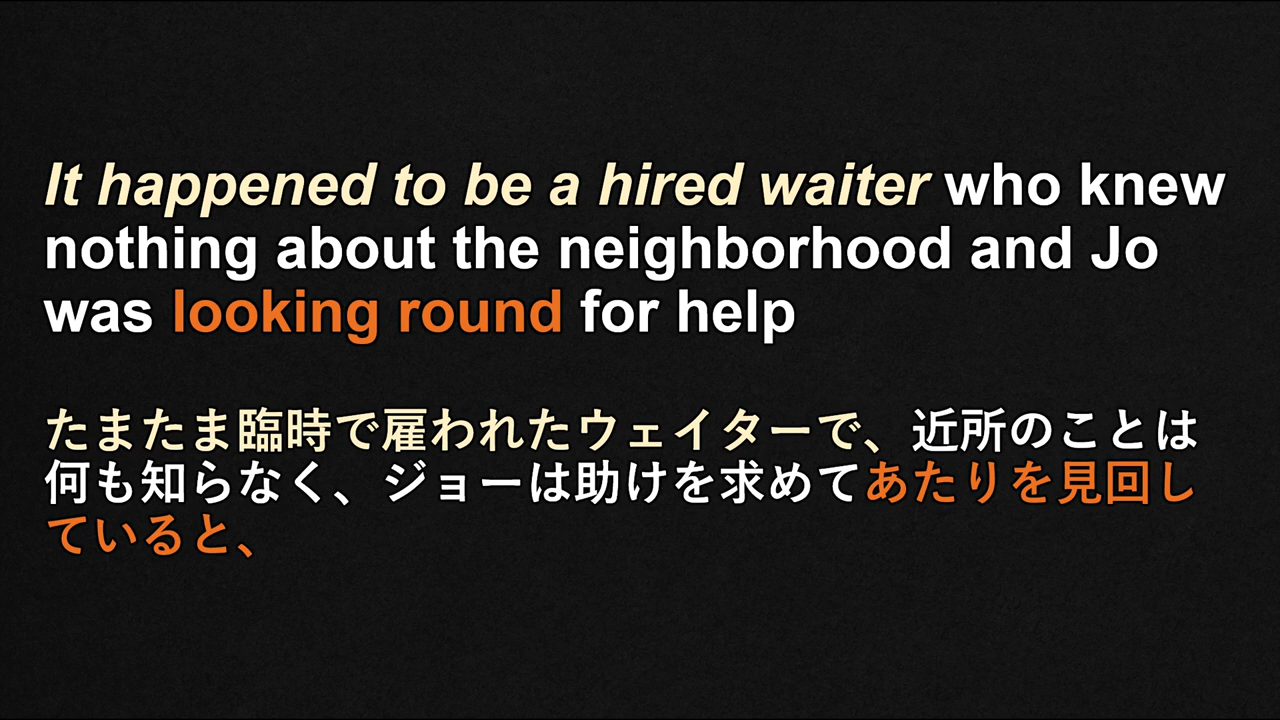 It happened to be a hired waiter who knew
nothing about the neighborhood and Jo
was looking round for help
たまたま臨時で雇われたウェイターで、近所のことは
何も知らなく、ジョーは助けを求めてあたりを見回し
ていると、